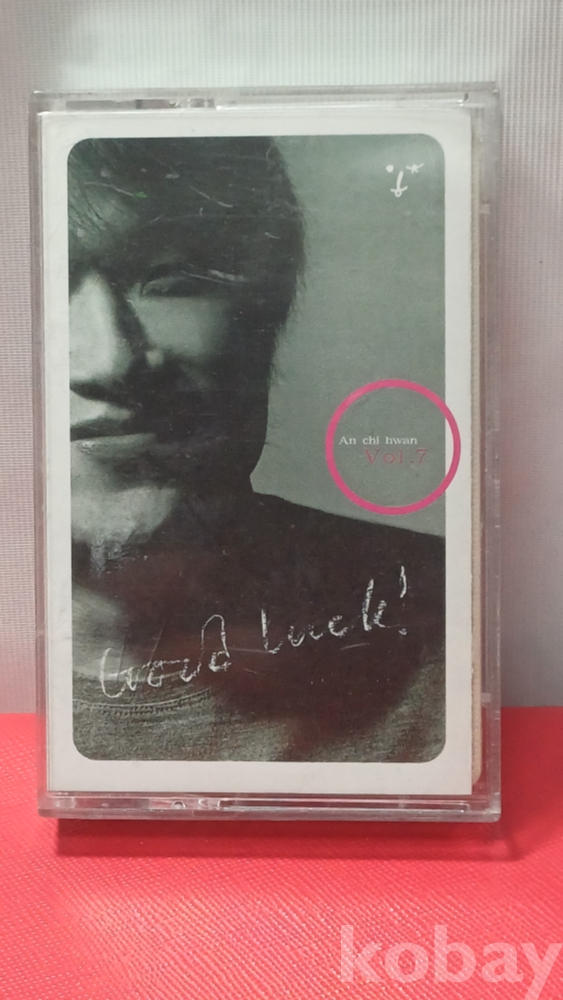 An chi hwan
Vol.7
Good luck!
kobay